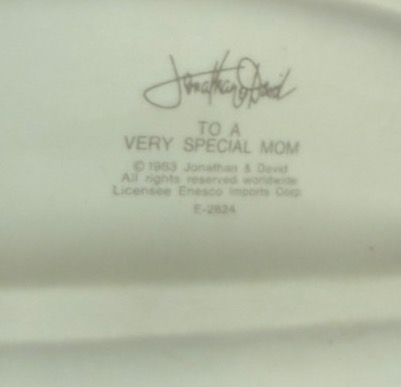 Jonathan & David
TO A
VERY SPECIAL MOM
© 1983 Jonathan & David
All rights reserved worldwide
Licensee Enesco Imports Corp
E-2824